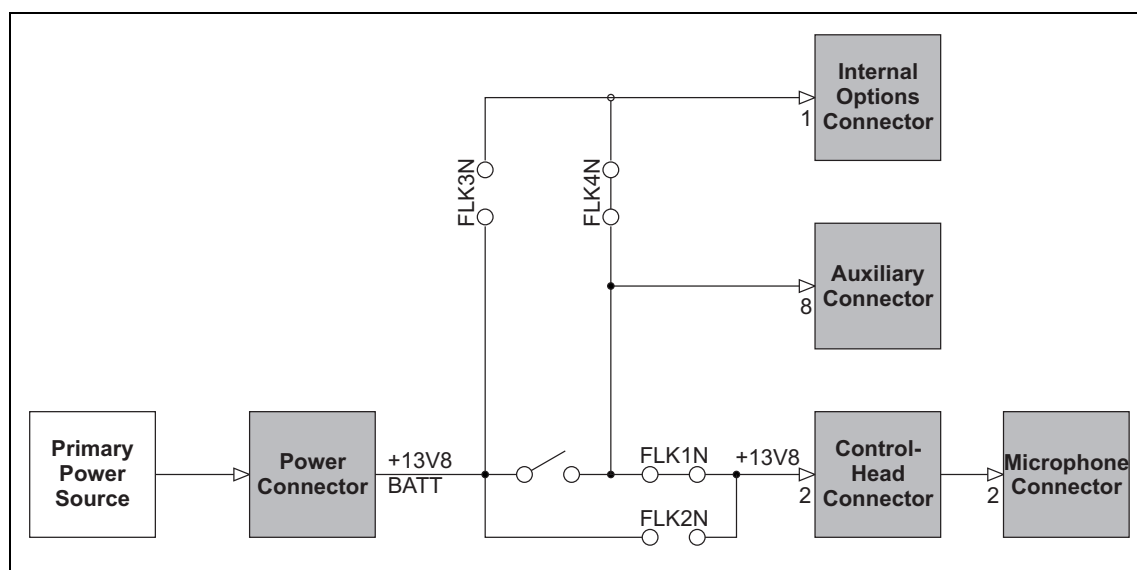 Internal
Options
Connector
1
FLK3N
FLK4N
Auxiliary
Connector
8
Primary
Power
Source
Power
Connector
+13V8
BATT
FLK1N
+13V8
2
Control-
Head
Connector
2
Microphone
Connector
FLK2N